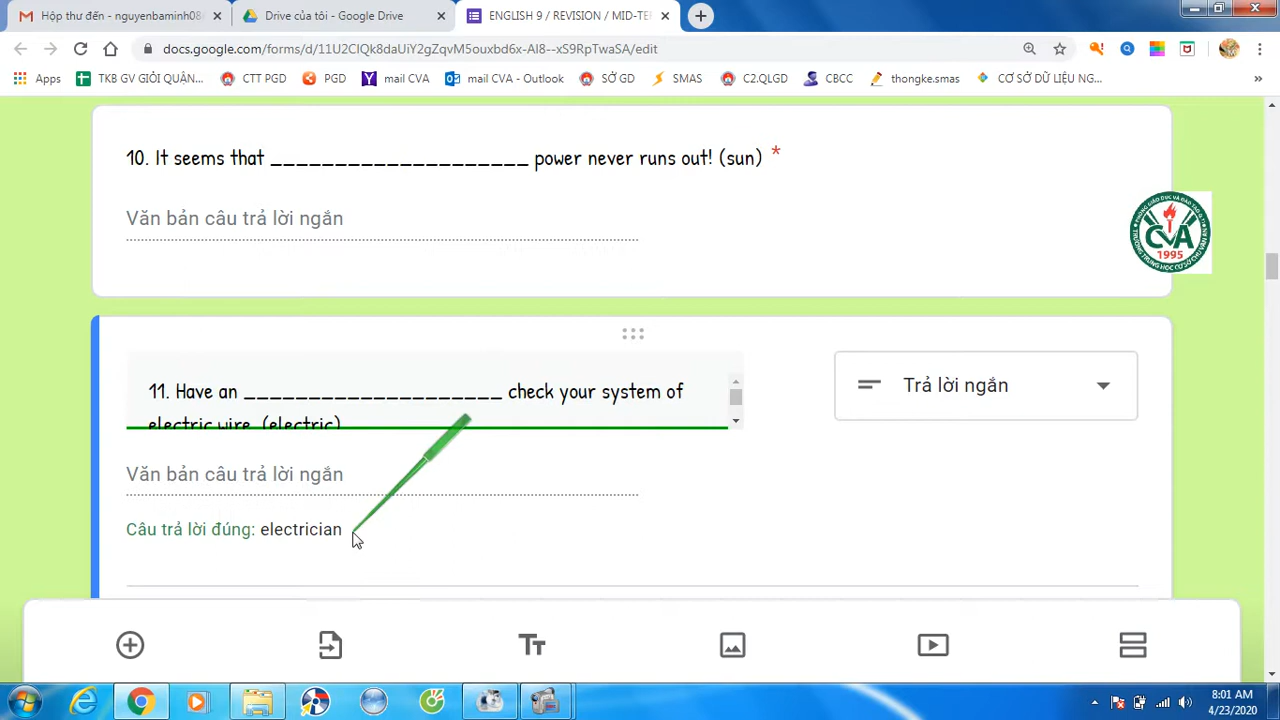 Hộp thư đến - nguyenbaminh08
Drive của tôi - Google Drive
ENGLISH 9 / REVISION / MID-TE
docs.google.com/forms/d/11U2CIQk8daUiY2gZqvMM5otxbd6x-AI8--xS9RpTwaSA/edit
Apps
TKB GV GIỎI QUẬN...
CTT PGD
PGD
mail CVA
mail CVA - Outlook
SỞ GD
SMAS
C2.QLGD
CBCC
thongke.smas
CƠ SỞ DỮ LIỆU NG...
»
10. It seems that ____________________ power never runs out! (sun) *
Văn bản câu trả lời ngắn
CVA
1995
11. Have an ____________________ check your system of
electric wire. (electric)
Trả lời ngắn
Văn bản câu trả lời ngắn
Câu trả lời đúng: electrician
Tт
8:01 AM
4/23/2020